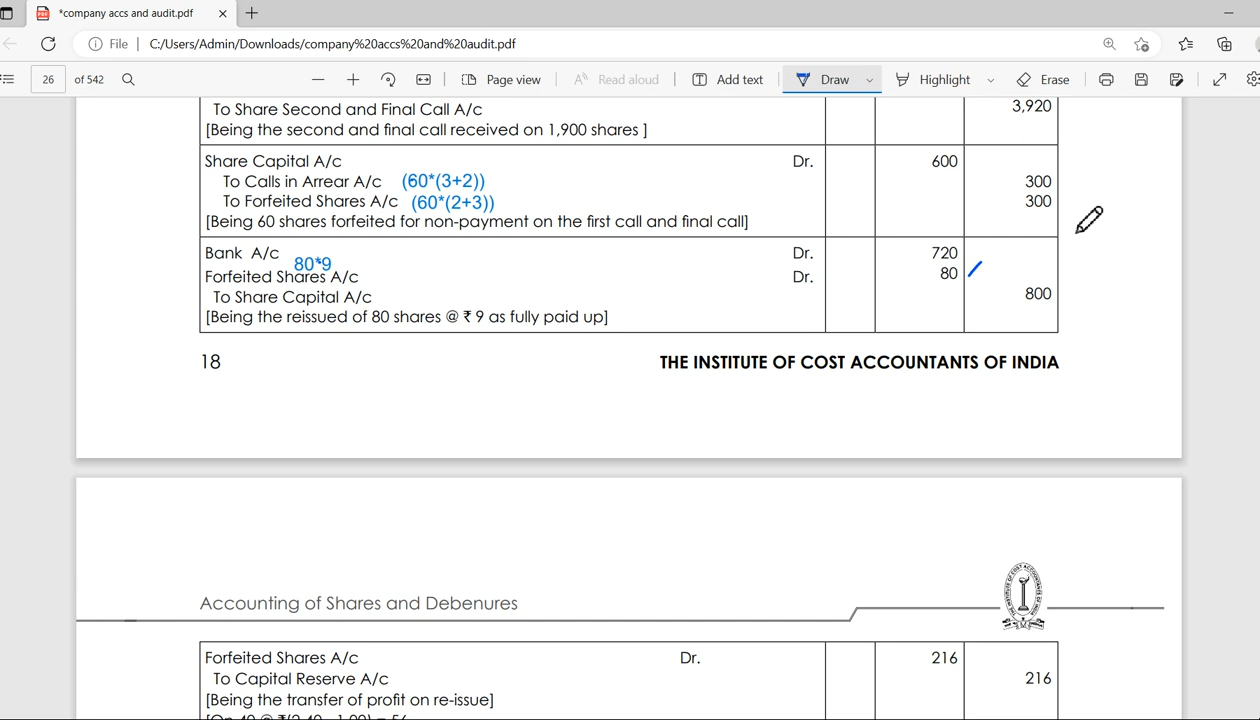 *company accs and audit.pdf
File C:/Users/Admin/Downloads/company%20accs%20and%20audit.pdf
26 of 542 Page view Read aloud Add text Draw Highlight Erase
To Share Second and Final Call A/c 3,920
[Being the second and final call received on 1,900 shares ]
Share Capital A/c Dr. 600
To Calls in Arrear A/c (60*(3+2)) 300
To Forfeited Shares A/c (60*(2+3)) 300
[Being 60 shares forfeited for non-payment on the first call and final call]
Bank A/c Dr. 720
80*9
Forfeited Shares A/c Dr. 80
To Share Capital A/c 800
[Being the reissued of 80 shares @ ₹ 9 as fully paid up]
18 THE INSTITUTE OF COST ACCOUNTANTS OF INDIA
Accounting of Shares and Debenures
Forfeited Shares A/c Dr. 216
To Capital Reserve A/c 216
[Being the transfer of profit on re-issue]